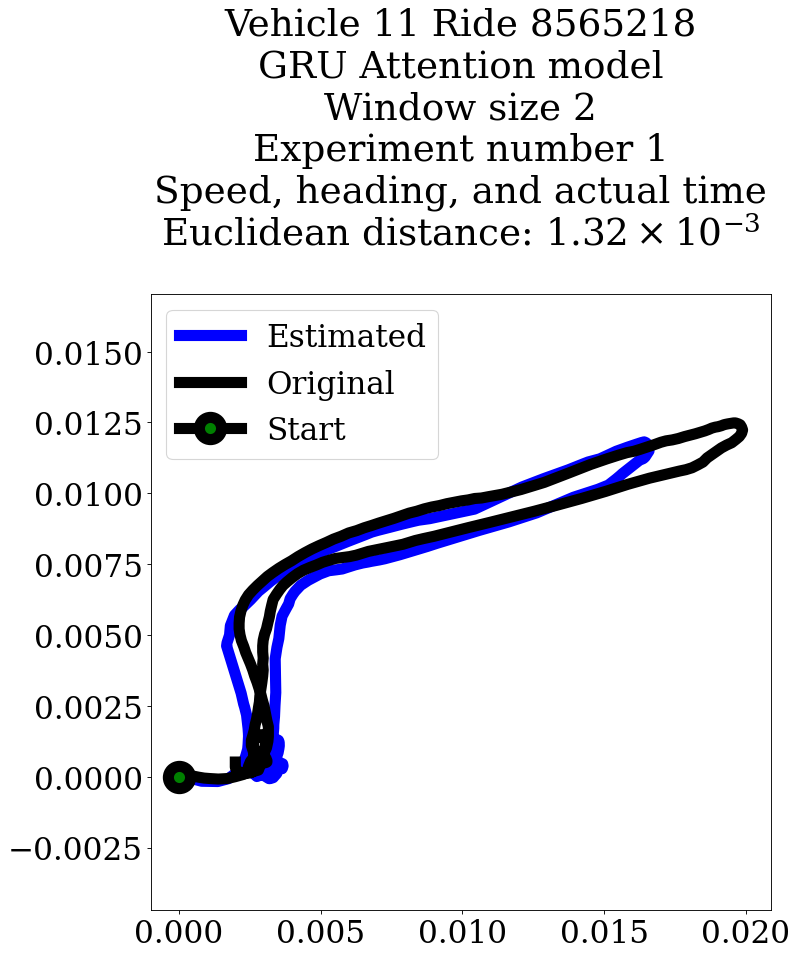 Vehicle 11 Ride 8565218
GRU Attention model
Window size 2
Experiment number 1
Speed, heading, and actual time
Euclidean distance: 1.32 × 10⁻³
Estimated
Original
Start
0.0150
0.0125
0.0100
0.0075
0.0050
0.0025
0.0000
−0.0025
0.000 0.005 0.010 0.015 0.020